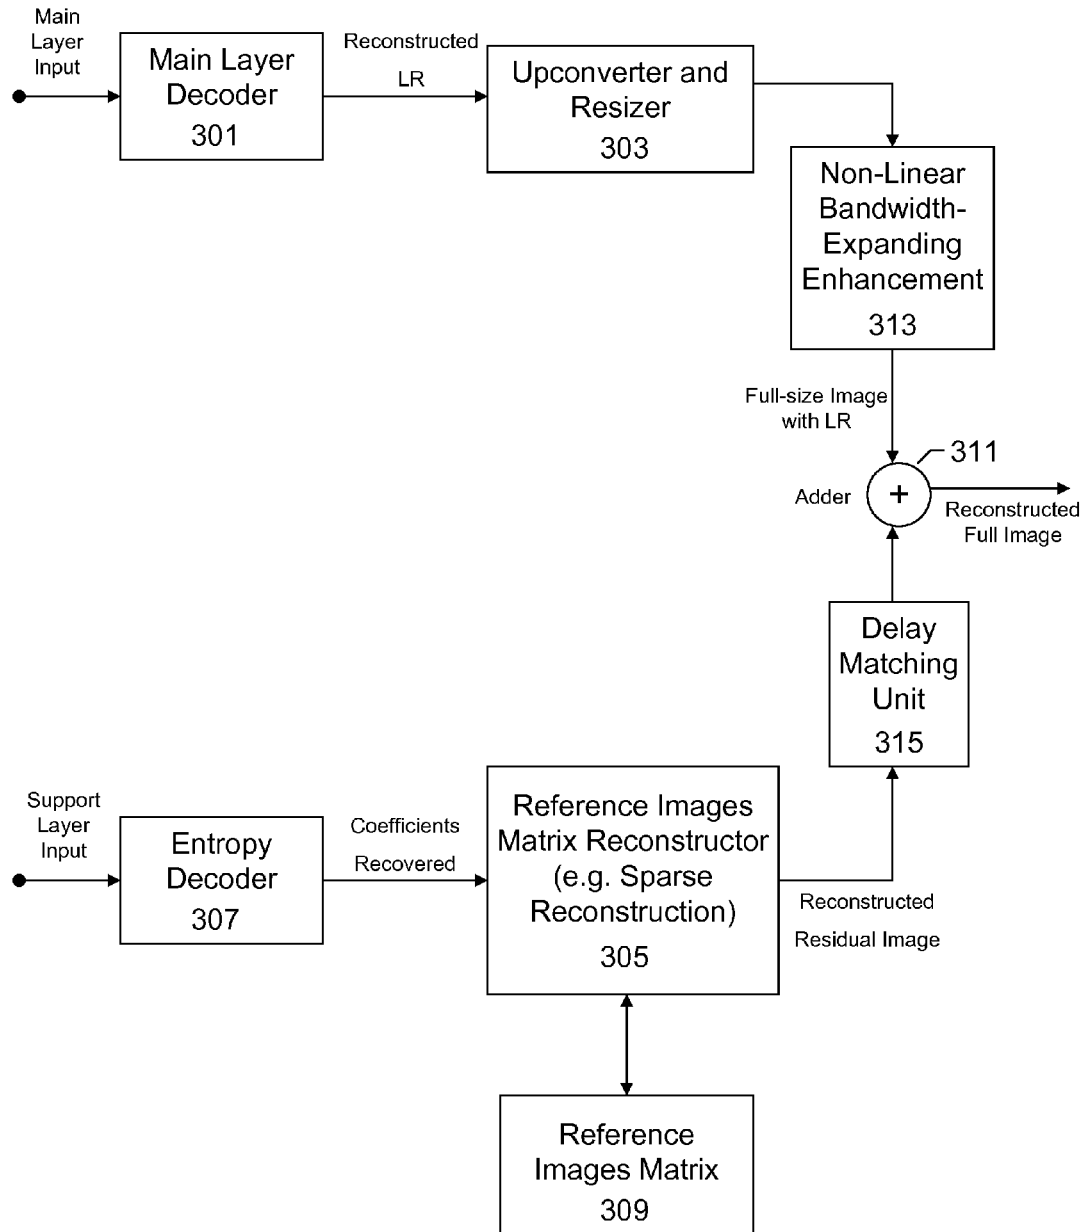 Main
Layer
Input
Main Layer
Decoder
301
Reconstructed
LR
Upconverter and
Resizer
303
Non-Linear
Bandwidth-
Expanding
Enhancement
313
Full-size Image
with LR
311
Adder
+
Reconstructed
Full Image
Delay
Matching
Unit
315
Support
Layer
Input
Entropy
Decoder
307
Coefficients
Recovered
Reference Images
Matrix Reconstructor
(e.g. Sparse
Reconstruction)
305
Reconstructed
Residual Image
Reference
Images Matrix
309